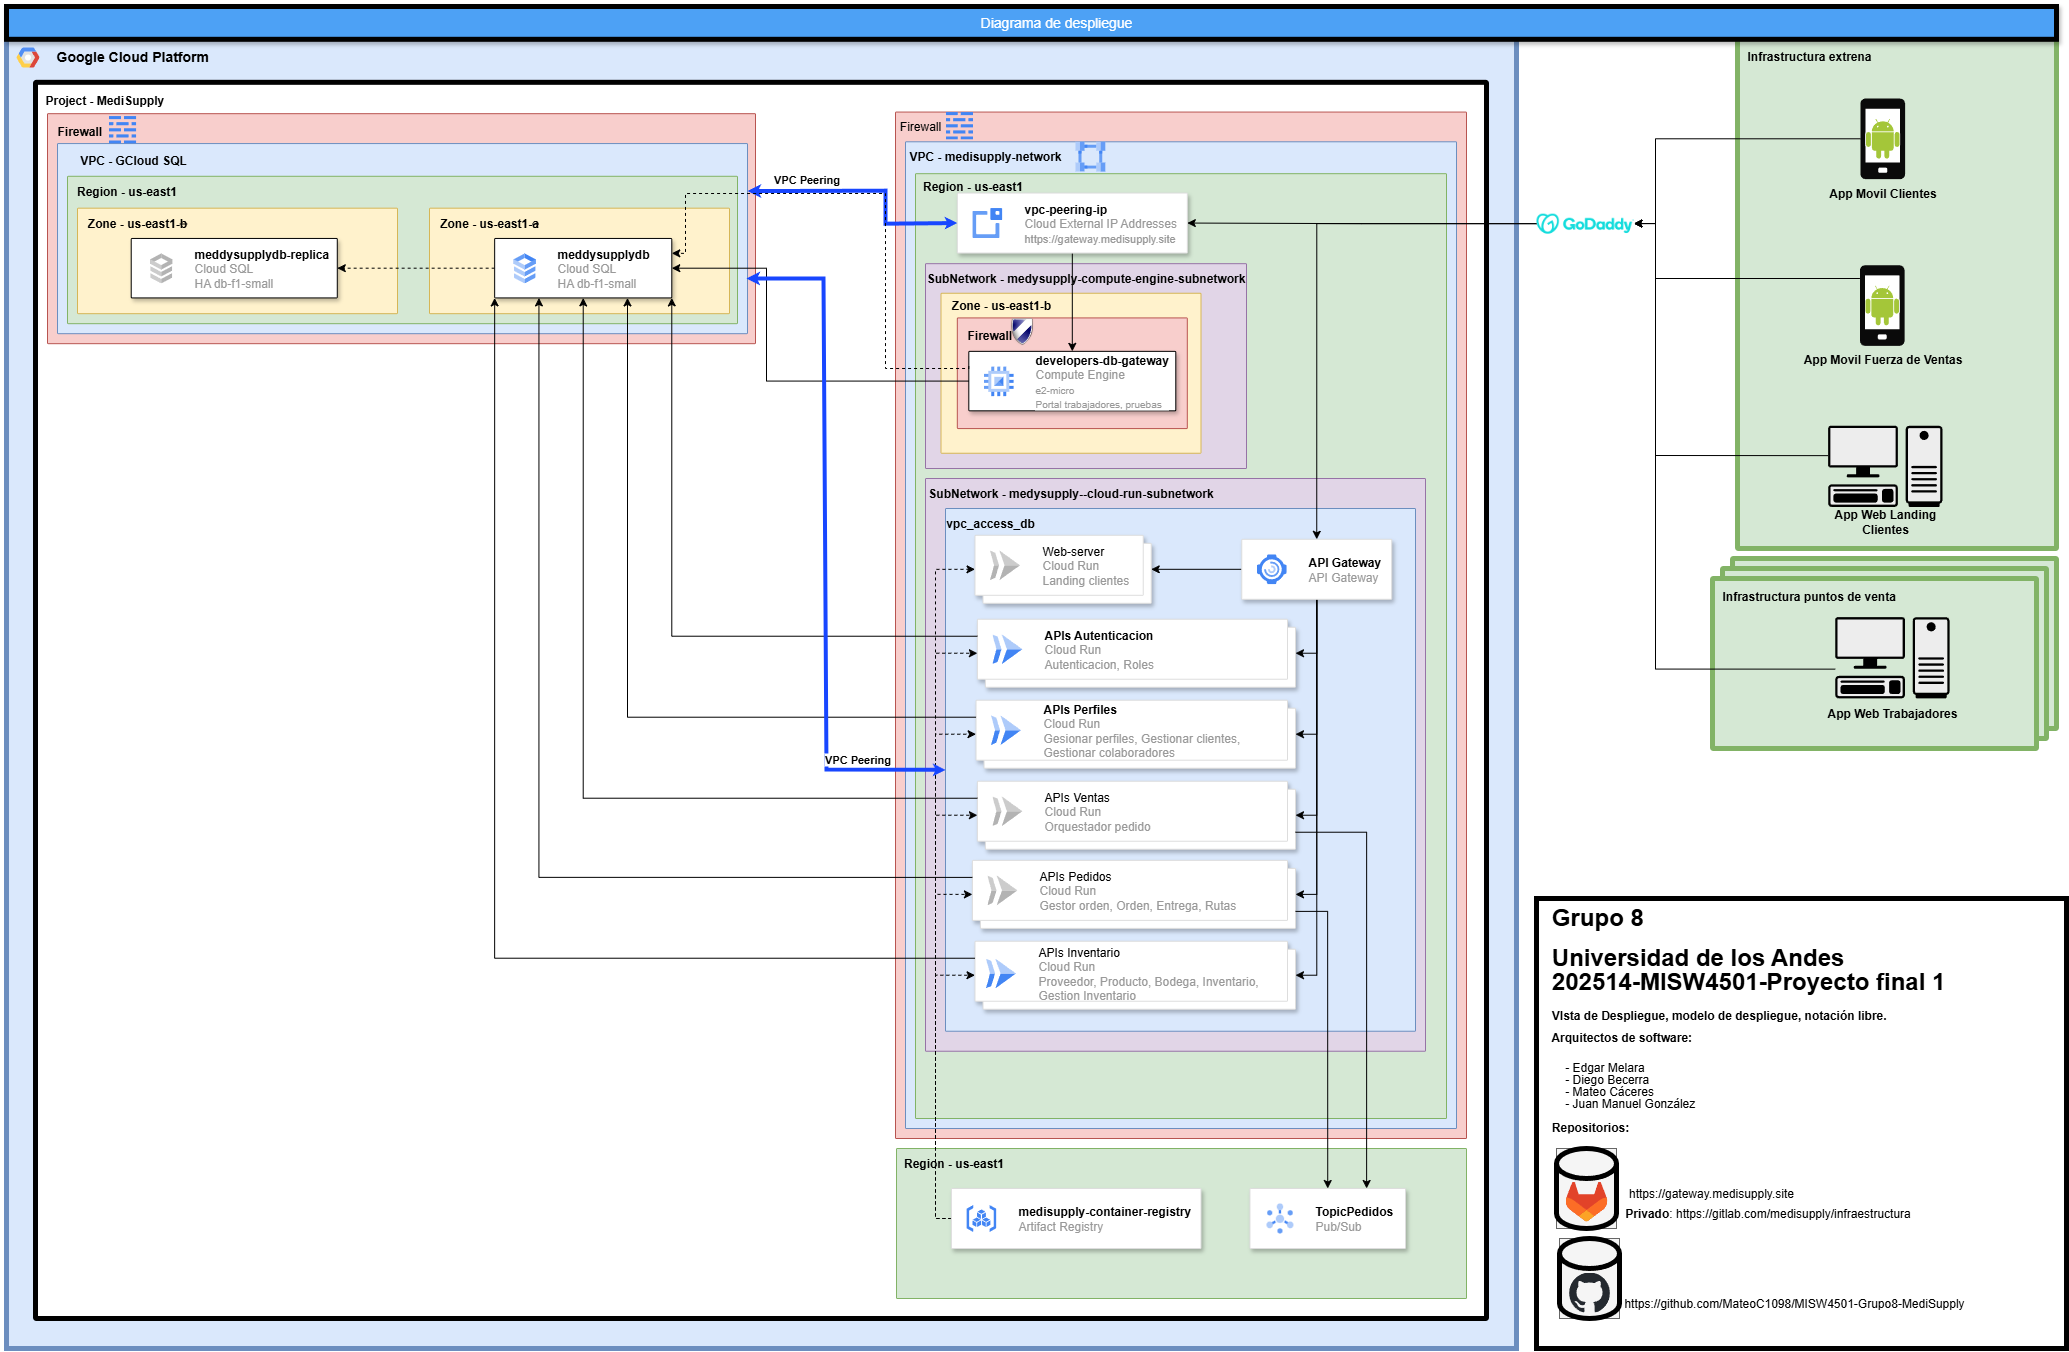 Diagrama de despliegue
Google Cloud Platform
Project - MediSupply
Firewall
VPC - GCloud SQL
Region - us-east1
Zone - us-east1-b
meddysupplydb-replica
Cloud SQL
HA db-f1-small
Zone - us-east1-a
meddysupplydb
Cloud SQL
HA db-f1-small
VPC Peering
VPC Peering
Firewall
VPC - medisupply-network
Region - us-east1
vpc-peering-ip
Cloud External IP Addresses
https://gateway.medisupply.site
SubNetwork - medysupply-compute-engine-subnetwork
Zone - us-east1-b
Firewall
developers-db-gateway
Compute Engine
e2-micro
Portal trabajadores, pruebas
SubNetwork - medysupply--cloud-run-subnetwork
vpc_access_db
Web-server
Cloud Run
Landing clientes
API Gateway
API Gateway
APIs Autenticacion
Cloud Run
Autenticacion, Roles
APIs Perfiles
Cloud Run
Gesionar perfiles, Gestionar clientes,
Gestionar colaboradores
APIs Ventas
Cloud Run
Orquestador pedido
APIs Pedidos
Cloud Run
Gestor orden, Orden, Entrega, Rutas
APIs Inventario
Cloud Run
Proveedor, Producto, Bodega, Inventario,
Gestion Inventario
Region - us-east1
medisupply-container-registry
Artifact Registry
TopicPedidos
Pub/Sub
GoDaddy
Infrastructura extrena
App Movil Clientes
App Movil Fuerza de Ventas
App Web Landing
Clientes
Infrastructura puntos de venta
App Web Trabajadores
Grupo 8
Universidad de los Andes
202514-MISW4501-Proyecto final 1
VIsta de Despliegue, modelo de despliegue, notación libre.
Arquitectos de software:
- Edgar Melara
- Diego Becerra
- Mateo Cáceres
- Juan Manuel González
Repositorios:
https://gateway.medisupply.site
Privado: https://gitlab.com/medisupply/infraestructura
https://github.com/MateoC1098/MISW4501-Grupo8-MediSupply